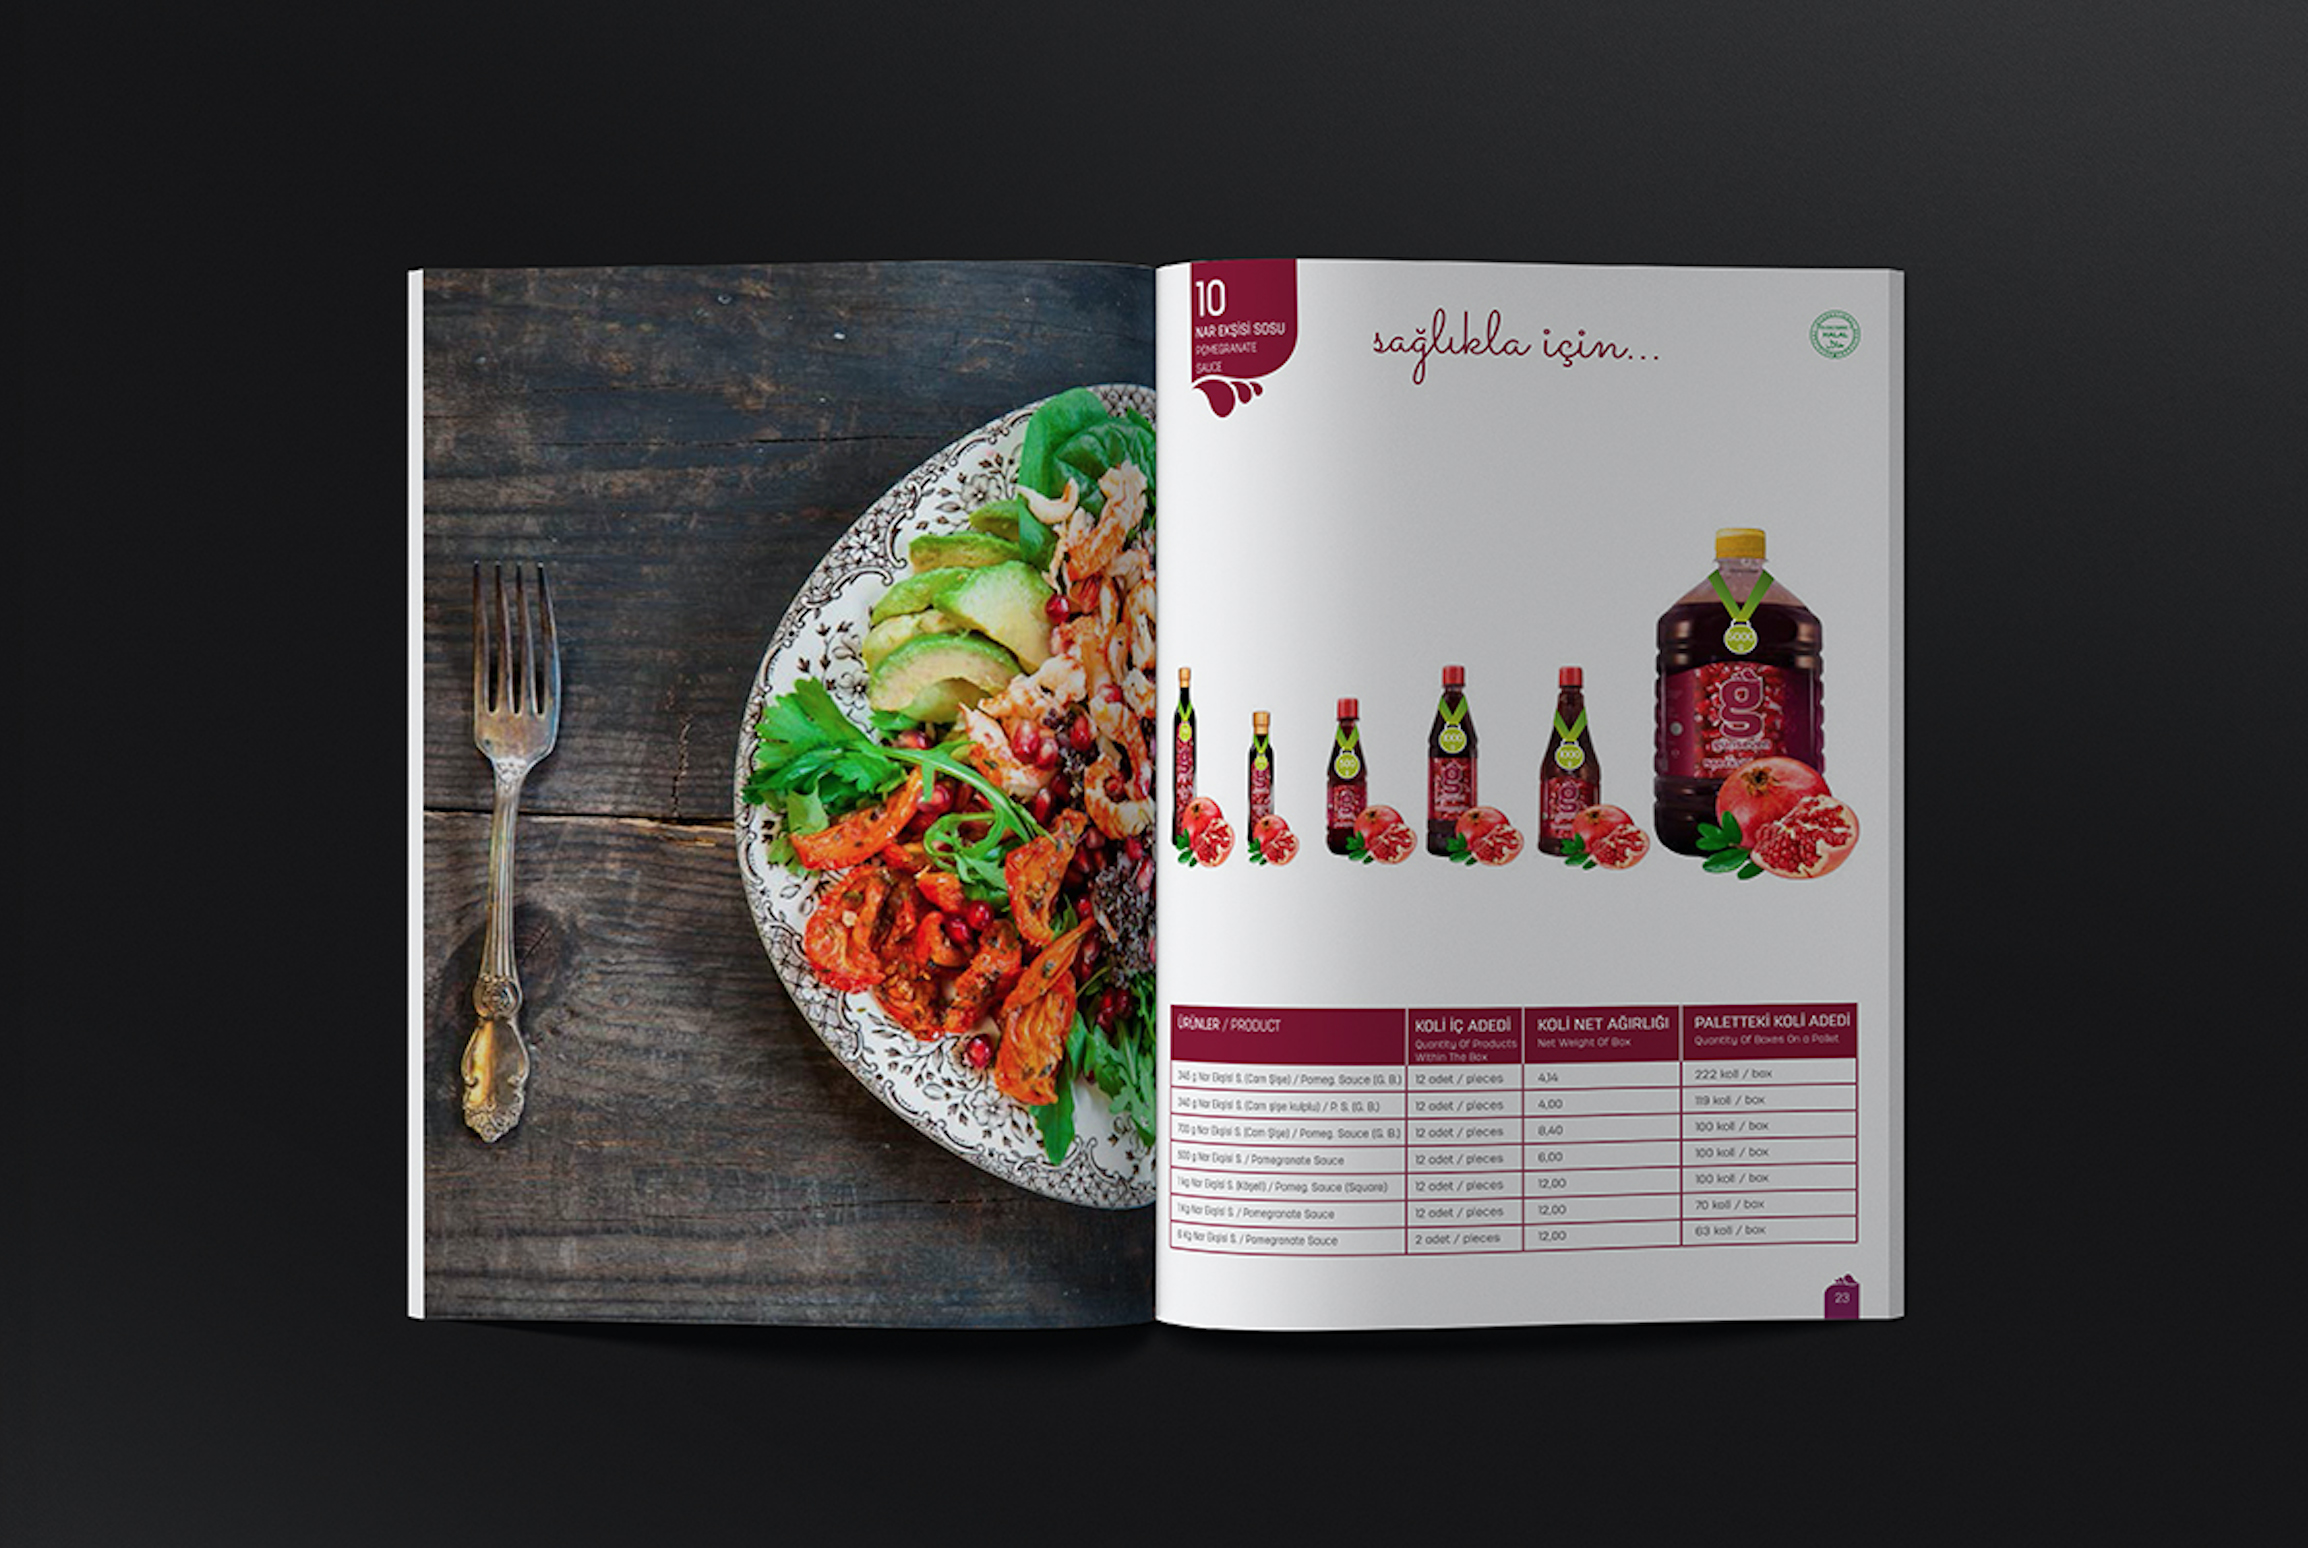 10
NAR EKŞİSİ SOSU
POMEGRANATE
SAUCE
sağlıkla için...
HALAL
500
1000
1000
5000
g
ÜRÜNLER / PRODUCT
KOLİ İÇ ADEDİ
Quantity Of Products
Within The Box
KOLİ NET AĞIRLIĞI
Net Weight Of Box
PALETTEKİ KOLİ ADEDİ
Quantity Of Boxes On a Pallet
345 g Nar Ekşisi S. (Cam Şişe) / Pomeg. Sauce (G. B.) 12 adet / pieces 4,14 222 koli / box
340 g Nar Ekşisi S. (Cam şişe kulplu) / P. S. (G. B.) 12 adet / pieces 4,00 119 koli / box
700 g Nar Ekşisi S. (Cam Şişe) / Pomeg. Sauce (G. B.) 12 adet / pieces 8,40 100 koli / box
500 g Nar Ekşisi S. / Pomegranate Sauce 12 adet / pieces 6,00 100 koli / box
1 kg Nar Ekşisi S. (Köşeli) / Pomeg. Sauce (Square) 12 adet / pieces 12,00 100 koli / box
1 Kg Nar Ekşisi S. / Pomegranate Sauce 12 adet / pieces 12,00 70 koli / box
Kg Nar Ekşisi S. / Pomegranate Sauce 2 adet / pieces 12,00 63 koli / box
23